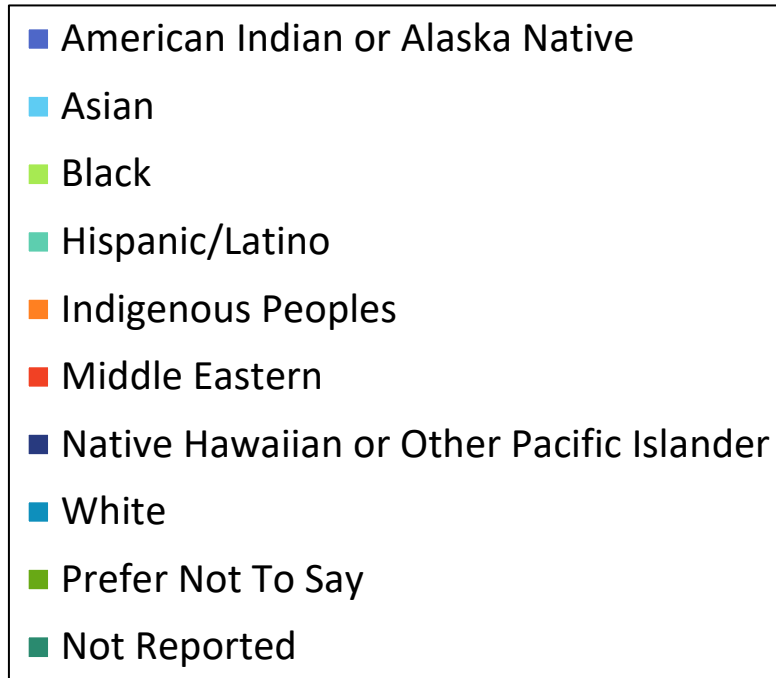 American Indian or Alaska Native
Asian
Black
Hispanic/Latino
Indigenous Peoples
Middle Eastern
Native Hawaiian or Other Pacific Islander
White
Prefer Not To Say
Not Reported